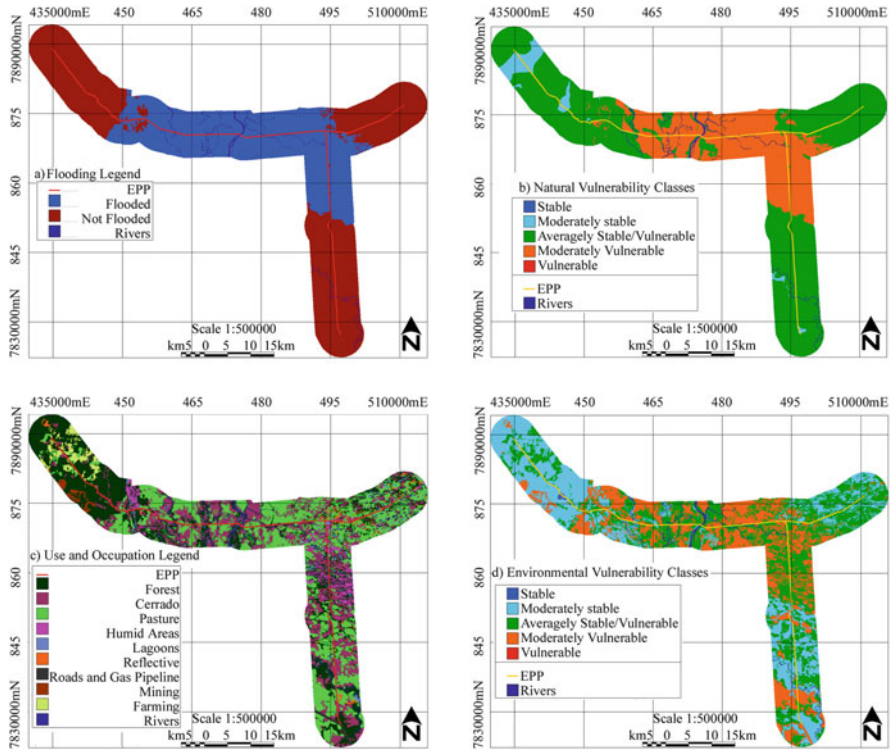 435000mE 450 465 480 495 510000mE
7890000mN
875
860
845
7830000mN
a) Flooding Legend
EPP
Flooded
Not Flooded
Rivers
Scale 1:500000
km5 0 5 10 15km
N
435000mE 450 465 480 495 510000mE
7890000mN
875
860
845
7830000mN
b) Natural Vulnerability Classes
Stable
Moderately stable
Averagely Stable/Vulnerable
Moderately Vulnerable
Vulnerable
EPP
Rivers
Scale 1:500000
km5 0 5 10 15km
N
435000mE 450 465 480 495 510000mE
7890000mN
875
860
845
7830000mN
c) Use and Occupation Legend
EPP
Forest
Cerrado
Pasture
Humid Areas
Lagoons
Reflective
Roads and Gas Pipeline
Mining
Farming
Rivers
Scale 1:500000
km5 0 5 10 15km
N
435000mE 450 465 480 495 510000mE
7890000mN
875
860
845
7830000mN
d) Environmental Vulnerability Classes
Stable
Moderately stable
Averagely Stable/Vulnerable
Moderately Vulnerable
Vulnerable
EPP
Rivers
Scale 1:500000
km5 0 5 10 15km
N